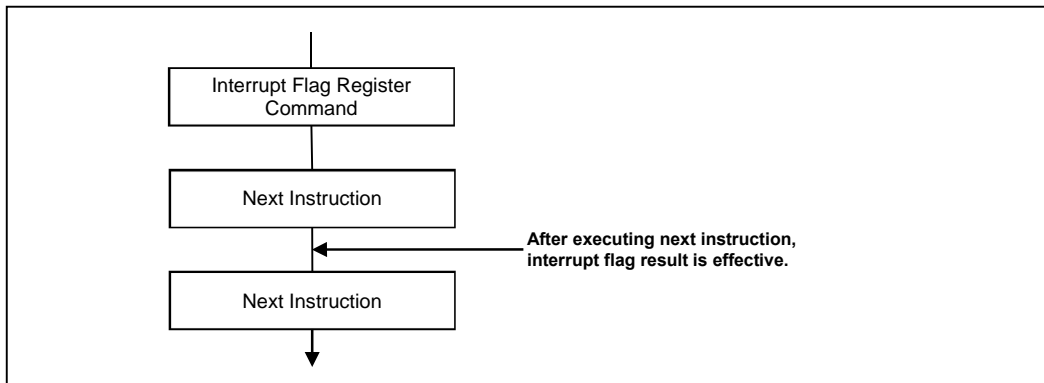 Interrupt Flag Register
Command
Next Instruction
After executing next instruction,
interrupt flag result is effective.
Next Instruction